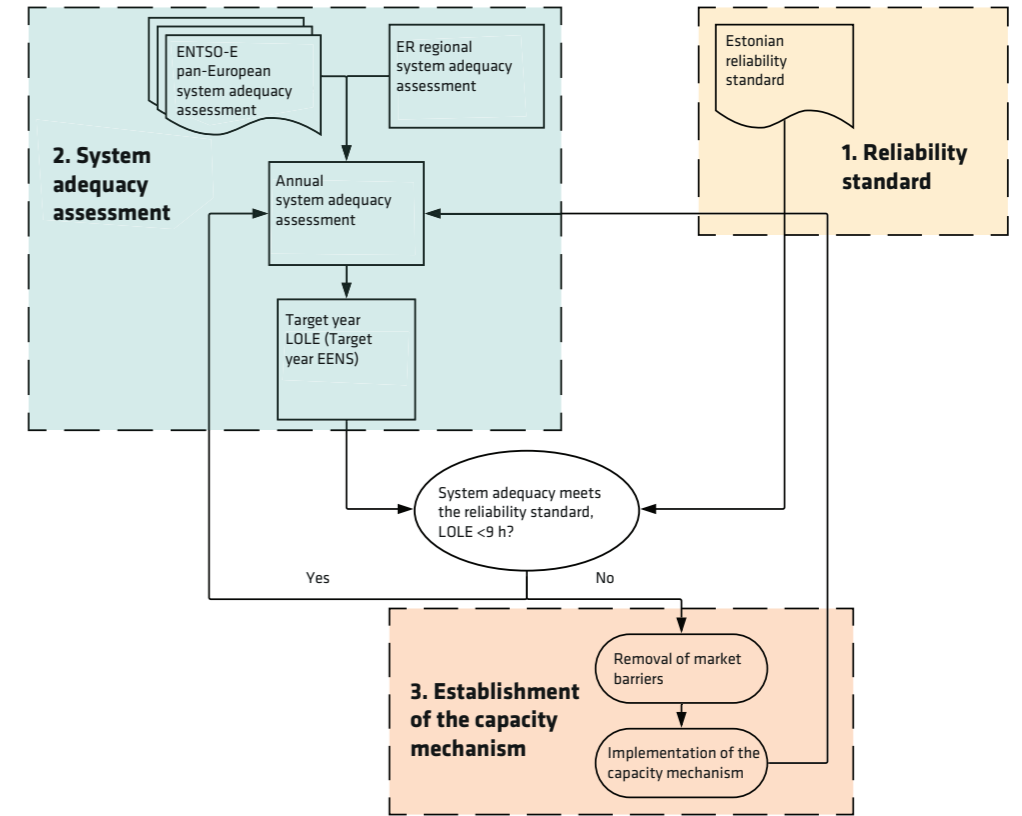 ENTSO-E
pan-European
system adequacy
assessment
ER regional
system adequacy
assessment
Estonian
reliability
standard
2. System
adequacy
assessment
1. Reliability
standard
Annual
system adequacy
assessment
Target year
LOLE (Target
year EENS)
System adequacy meets
the reliability standard,
LOLE <9 h?
Yes
No
3. Establishment
of the capacity
mechanism
Removal of market
barriers
Implementation of the
capacity mechanism